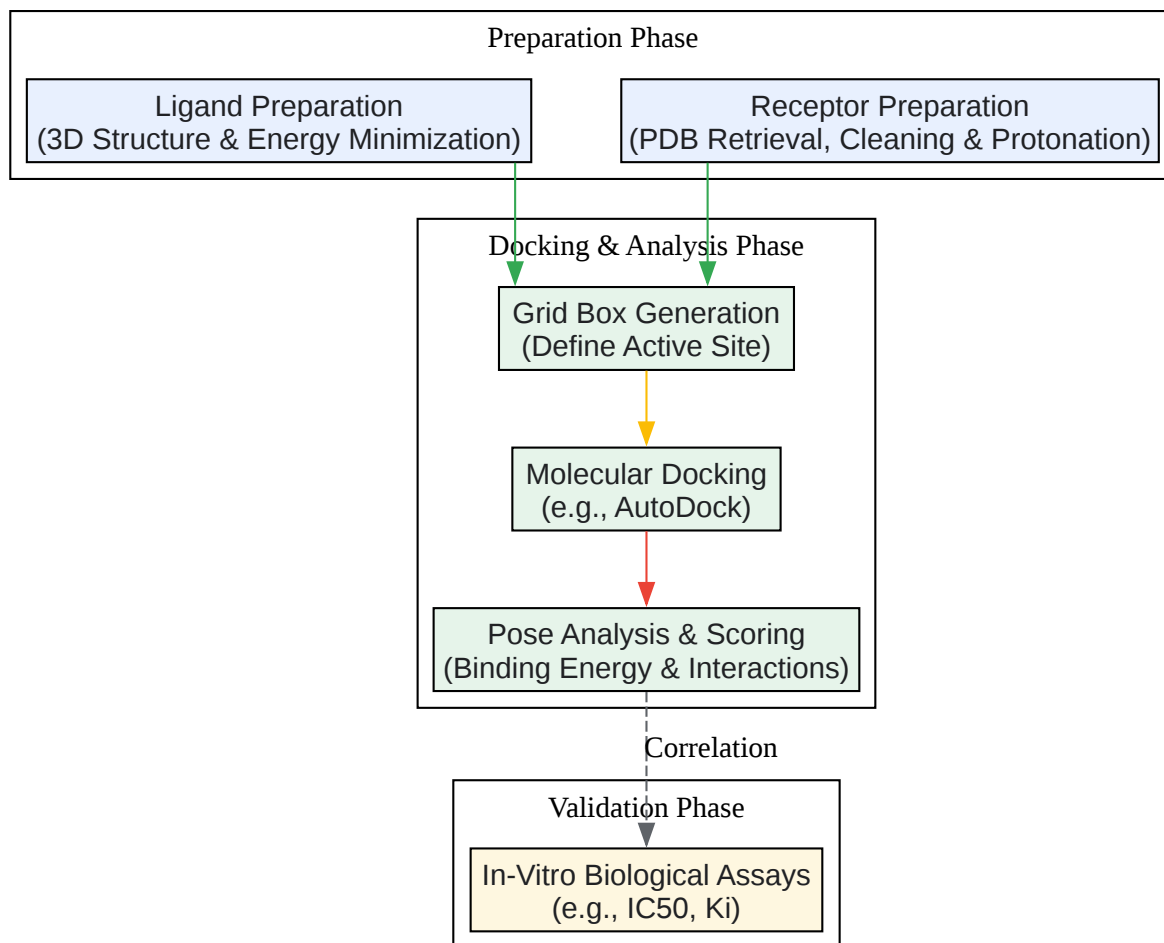 Preparation Phase
Ligand Preparation
(3D Structure & Energy Minimization)
Receptor Preparation
(PDB Retrieval, Cleaning & Protonation)
Docking & Analysis Phase
Grid Box Generation
(Define Active Site)
Molecular Docking
(e.g., AutoDock)
Pose Analysis & Scoring
(Binding Energy & Interactions)
Correlation
Validation Phase
In-Vitro Biological Assays
(e.g., IC50, Ki)